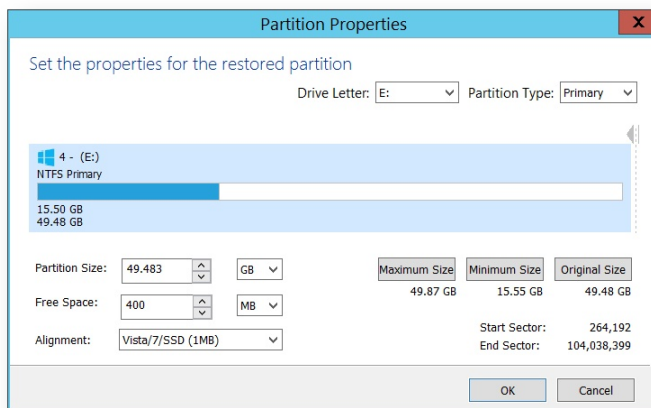 Partition Properties
X
Set the properties for the restored partition
Drive Letter: E: Partition Type: Primary
4 - (E:)
NTFS Primary
15.50 GB
49.48 GB
Partition Size: 49.483 GB Maximum Size Minimum Size Original Size
49.87 GB 15.55 GB 49.48 GB
Free Space: 400 MB
Start Sector: 264,192
Alignment: Vista/7/SSD (1MB)
End Sector: 104,038,399
OK Cancel